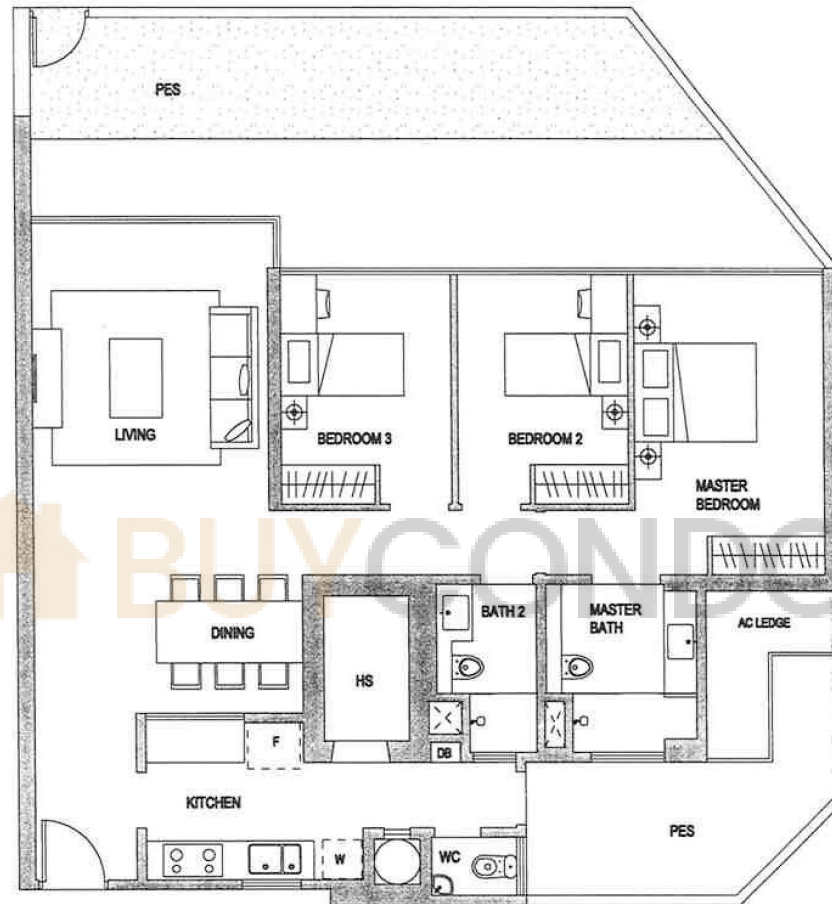 PES
LIVING
BEDROOM 3
BEDROOM 2
MASTER
BEDROOM
BUYCONDO
DINING
HS
BATH 2
MASTER
BATH
AC LEDGE
F
DB
KITCHEN
W
WC
PES